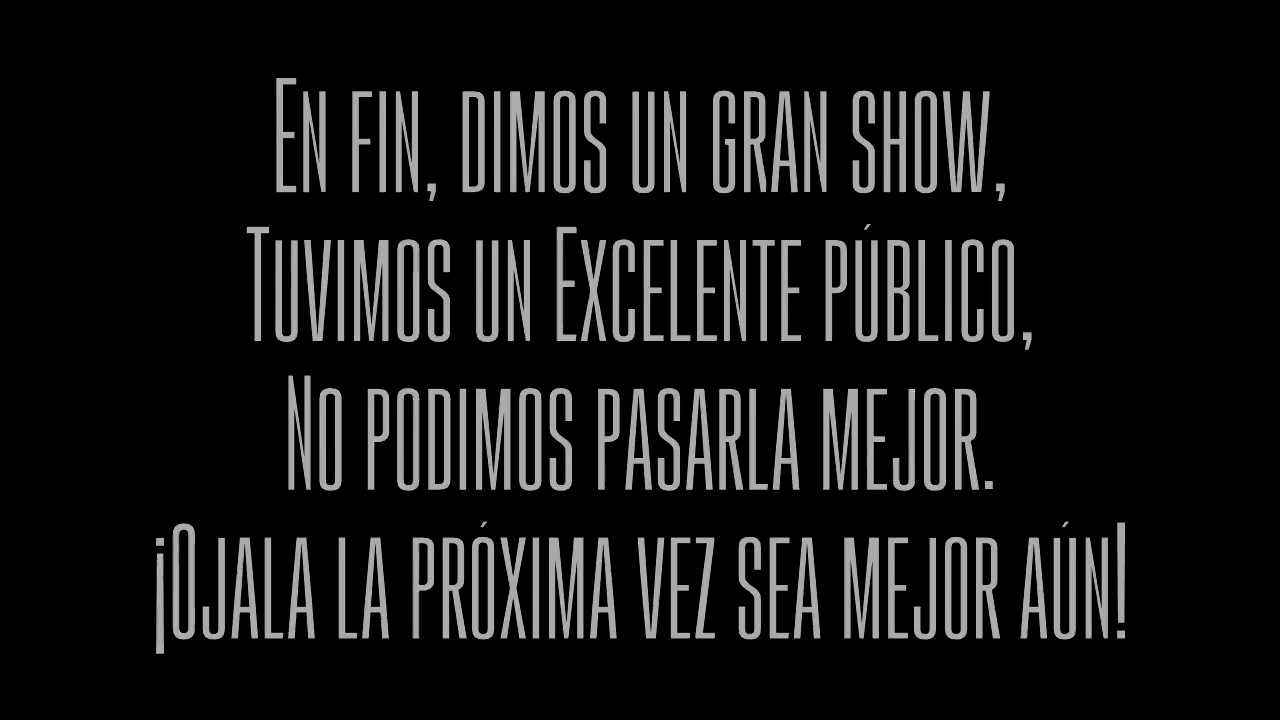 En fin, dimos un gran show,
Tuvimos un Excelente público,
No podimos pasarla mejor.
¡Ojala la próxima vez sea mejor aún!